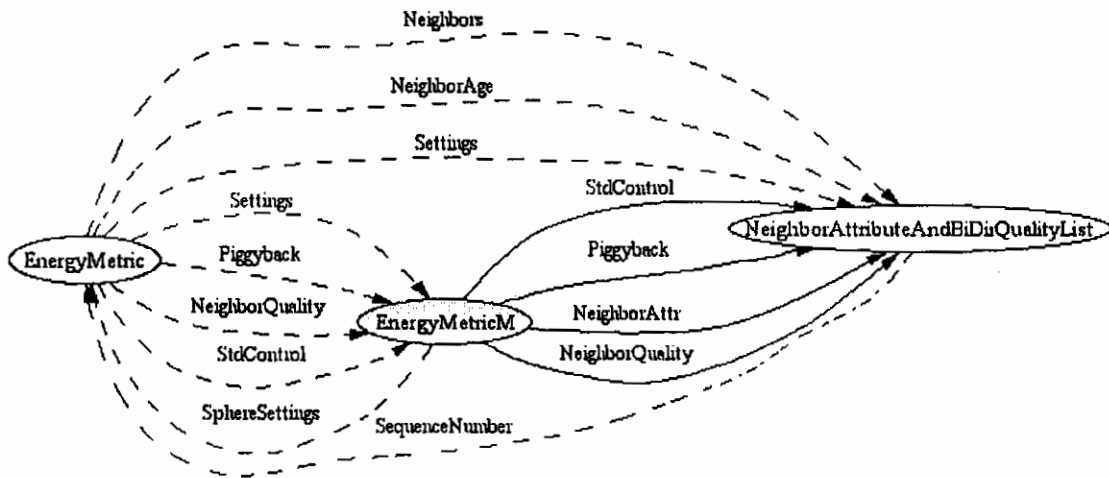 Neighbors
NeighborAge
Settings
Settings
StdControl
NeighborAttributeAndBiDirQualityList
EnergyMetric
Piggyback
Piggyback
NeighborQuality
EnergyMetricM
NeighborAttr
StdControl
NeighborQuality
SphereSettings
SequenceNumber